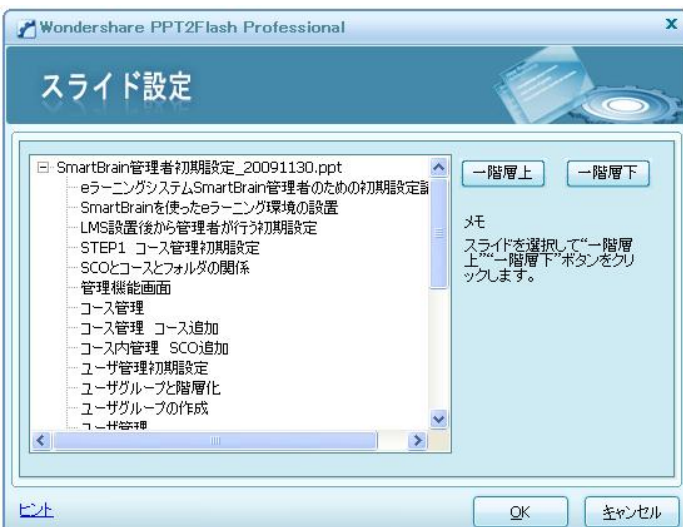 Wondershare PPT2Flash Professional
スライド設定
SmartBrain管理者初期設定_20091130.ppt
eラーニングシステムSmartBrain管理者のための初期設定
SmartBrainを使ったeラーニング環境の設置
LMS設置後から管理者が行う初期設定
STEP1 コース管理初期設定
SCOとコースとフォルダの関係
管理機能画面
コース管理
コース管理 コース追加
コース内管理 SCO追加
ユーザ管理初期設定
ユーザグループと階層化
ユーザグループの作成
ユーザ管理
一階層上
一階層下
メモ
スライドを選択して“一階層
上”“一階層下”ボタンをクリ
ックします。
ヒント
OK
キャンセル